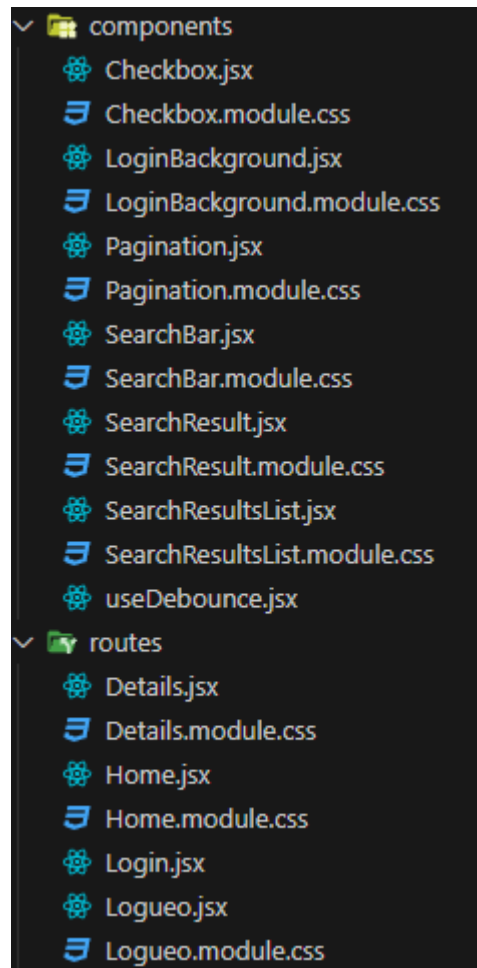 components
Checkbox.jsx
Checkbox.module.css
LoginBackground.jsx
LoginBackground.module.css
Pagination.jsx
Pagination.module.css
SearchBar.jsx
SearchBar.module.css
SearchResult.jsx
SearchResult.module.css
SearchResultsList.jsx
SearchResultsList.module.css
useDebounce.jsx
routes
Details.jsx
Details.module.css
Home.jsx
Home.module.css
Login.jsx
Logueo.jsx
Logueo.module.css